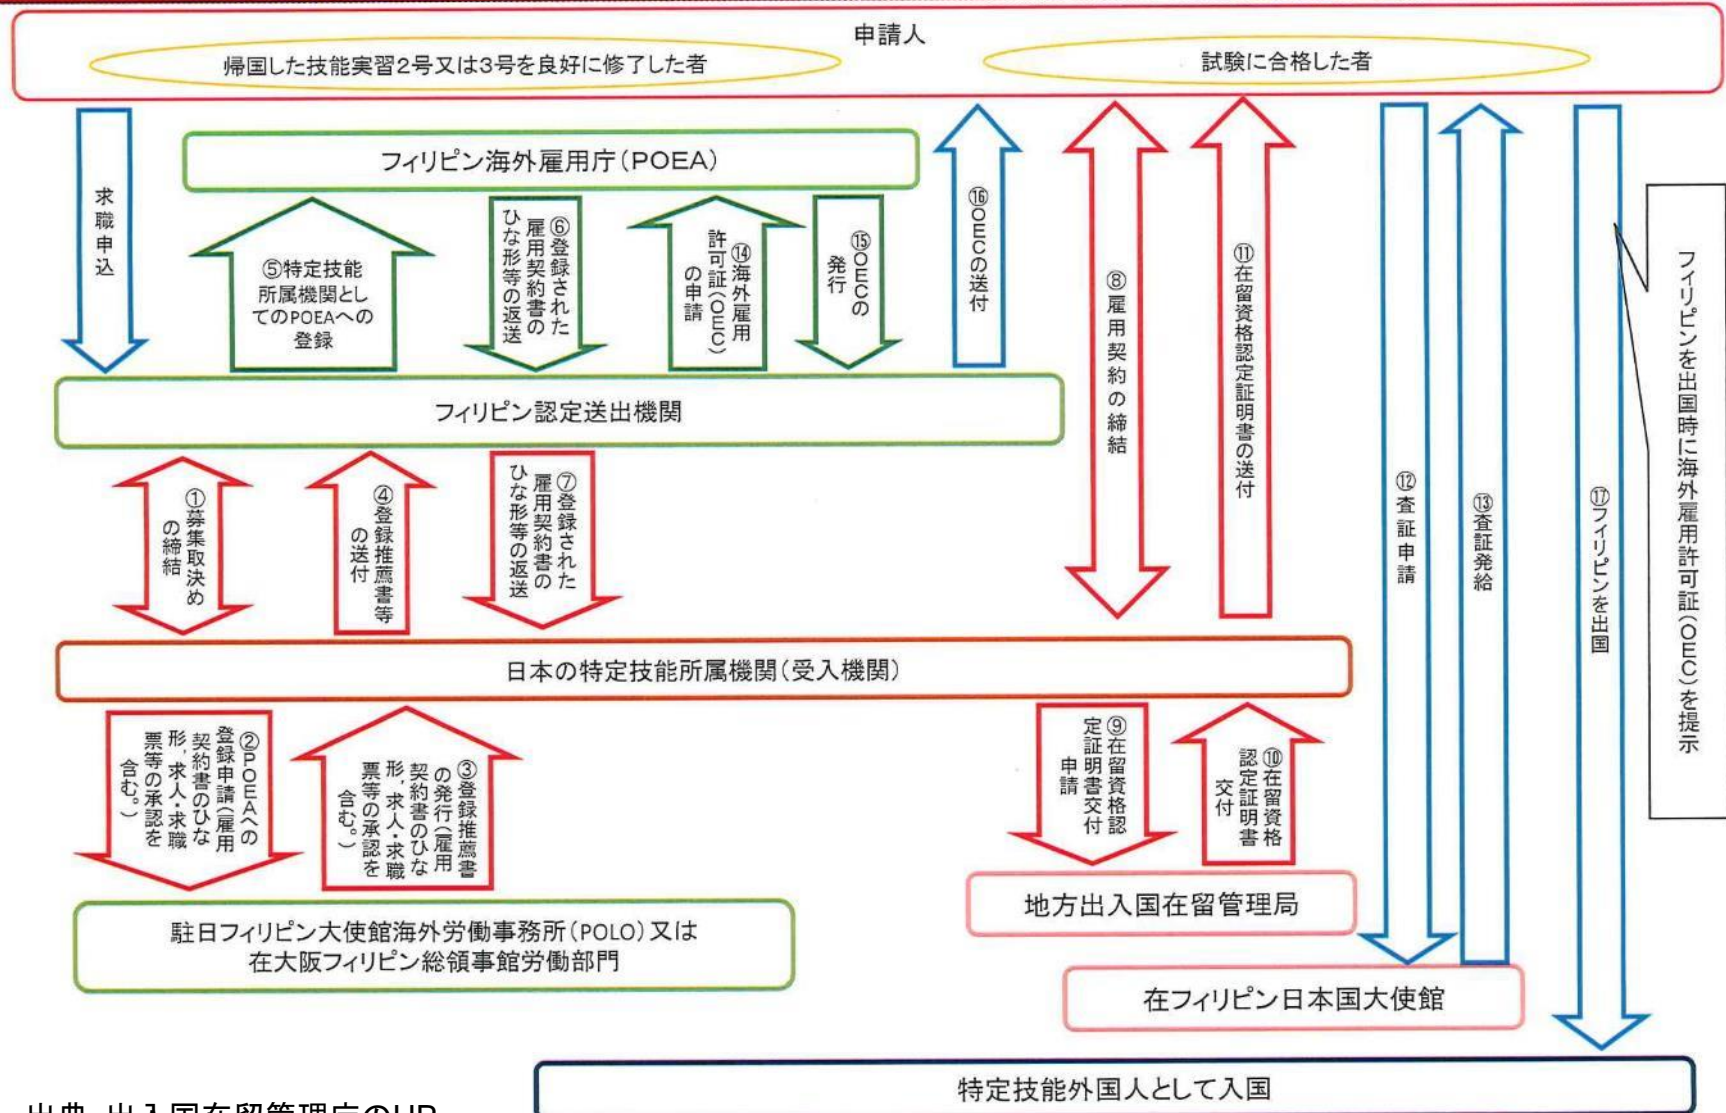 申請人
帰国した技能実習2号又は3号を良好に修了した者
試験に合格した者
求職申込
フィリピン海外雇用庁(POEA)
⑤特定技能
所属機関とし
てのPOEAへの
登録
⑥登録された
雇用契約書の
ひな形等の返送
⑭海外雇用
許可証(OEC)
の申請
⑮OECの
発行
⑯OECの送付
⑧雇用契約の締結
⑪在留資格認定証明書の送付
⑫査証申請
⑬査証発給
⑰フィリピンを出国
フィリピンを出国時に海外雇用許可証(OEC)を提示
フィリピン認定送出機関
①募集取決め
の締結
④登録推薦書等
の送付
⑦登録された
雇用契約書の
ひな形等の返送
日本の特定技能所属機関(受入機関)
②POEAへの
登録申請(雇用
契約書のひな
形,求人・求職
票等の承認を
含む。)
③登録推薦書
の発行(雇用
契約書のひな
形,求人・求職
票等の承認を
含む。)
⑨在留資格認
定証明書交付
申請
⑩在留資格
認定証明書
交付
駐日フィリピン大使館海外労働事務所(POLO)又は
在大阪フィリピン総領事館労働部門
地方出入国在留管理局
在フィリピン日本国大使館
特定技能外国人として入国
出典 出入国在留管理庁のHP